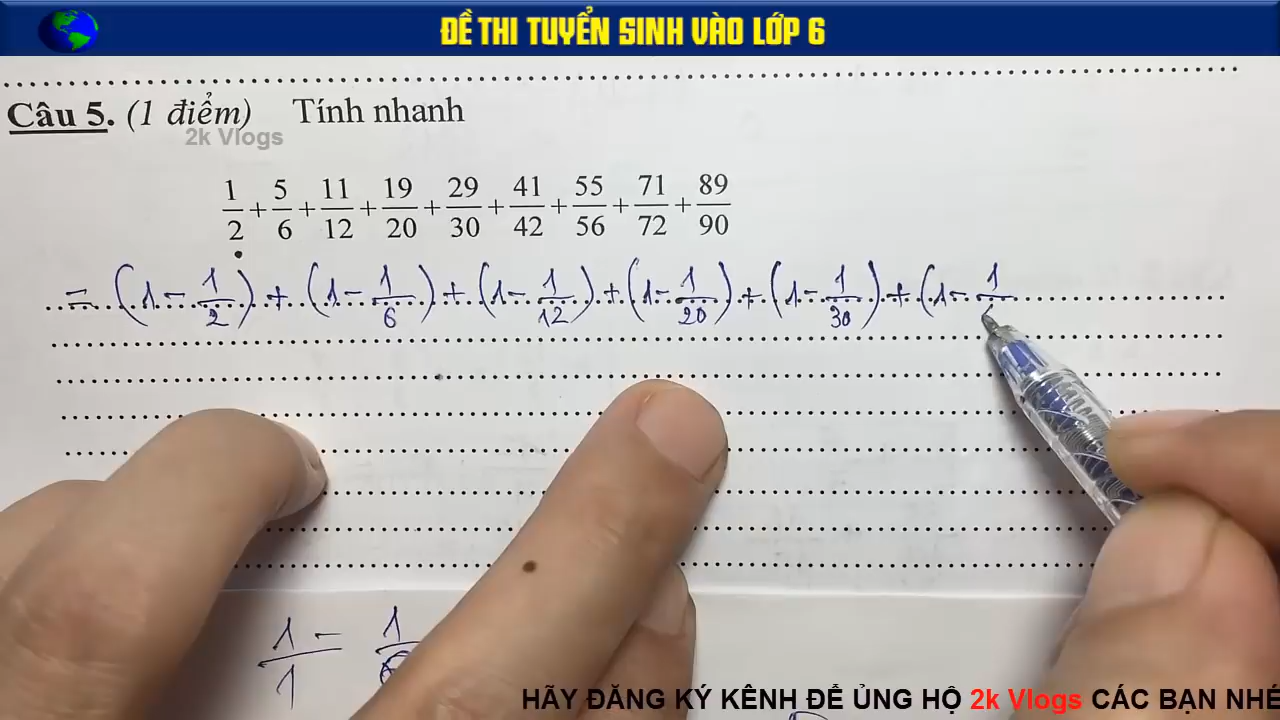 ĐỀ THI TUYỂN SINH VÀO LỚP 6
Câu 5. (1 điểm) Tính nhanh
2k Vlogs
1/2 + 5/6 + 11/12 + 19/20 + 29/30 + 41/42 + 55/56 + 71/72 + 89/90
= (1 - 1/2) + (1 - 1/6) + (1 - 1/12) + (1 - 1/20) + (1 - 1/30) + (1 - 1/
1/1 - 1/
HÃY ĐĂNG KÝ KÊNH ĐỂ ỦNG HỘ 2k Vlogs CÁC BẠN NHÉ